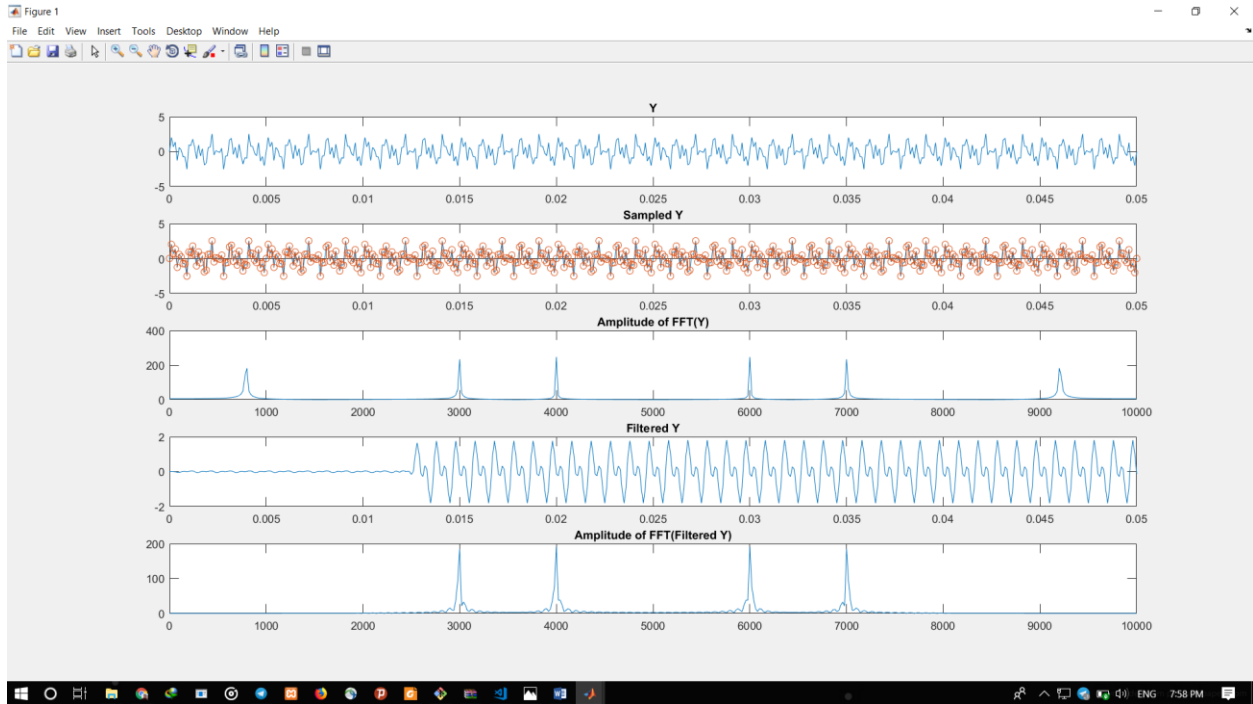 Figure 1
File Edit View Insert Tools Desktop Window Help
Y
5
0
-5
0 0.005 0.01 0.015 0.02 0.025 0.03 0.035 0.04 0.045 0.05
Sampled Y
5
0
-5
0 0.005 0.01 0.015 0.02 0.025 0.03 0.035 0.04 0.045 0.05
Amplitude of FFT(Y)
400
200
0
0 1000 2000 3000 4000 5000 6000 7000 8000 9000 10000
Filtered Y
2
0
-2
0 0.005 0.01 0.015 0.02 0.025 0.03 0.035 0.04 0.045 0.05
Amplitude of FFT(Filtered Y)
200
100
0
0 1000 2000 3000 4000 5000 6000 7000 8000 9000 10000
ENG 7:58 PM